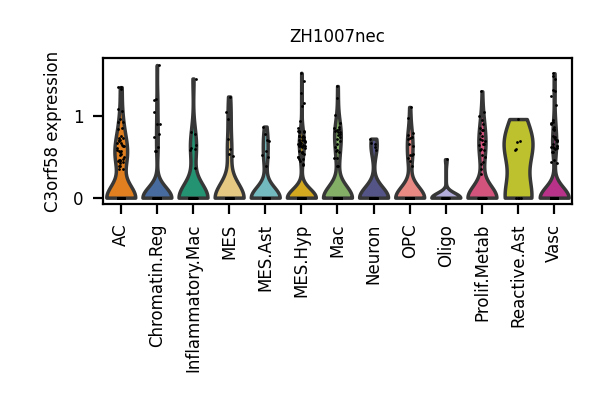 ZH1007nec
C3orf58 expression
1
0
AC
Chromatin.Reg
Inflammatory.Mac
MES
MES.Ast
MES.Hyp
Mac
Neuron
OPC
Oligo
Prolif.Metab
Reactive.Ast
Vasc